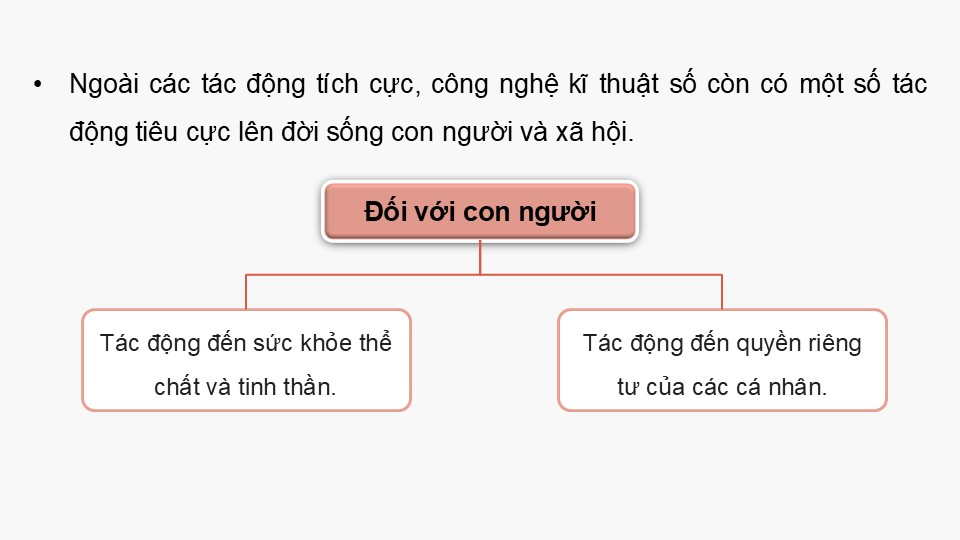 • Ngoài các tác động tích cực, công nghệ kĩ thuật số còn có một số tác
động tiêu cực lên đời sống con người và xã hội.
Đối với con người
Tác động đến sức khỏe thể
chất và tinh thần.
Tác động đến quyền riêng
tư của các cá nhân.